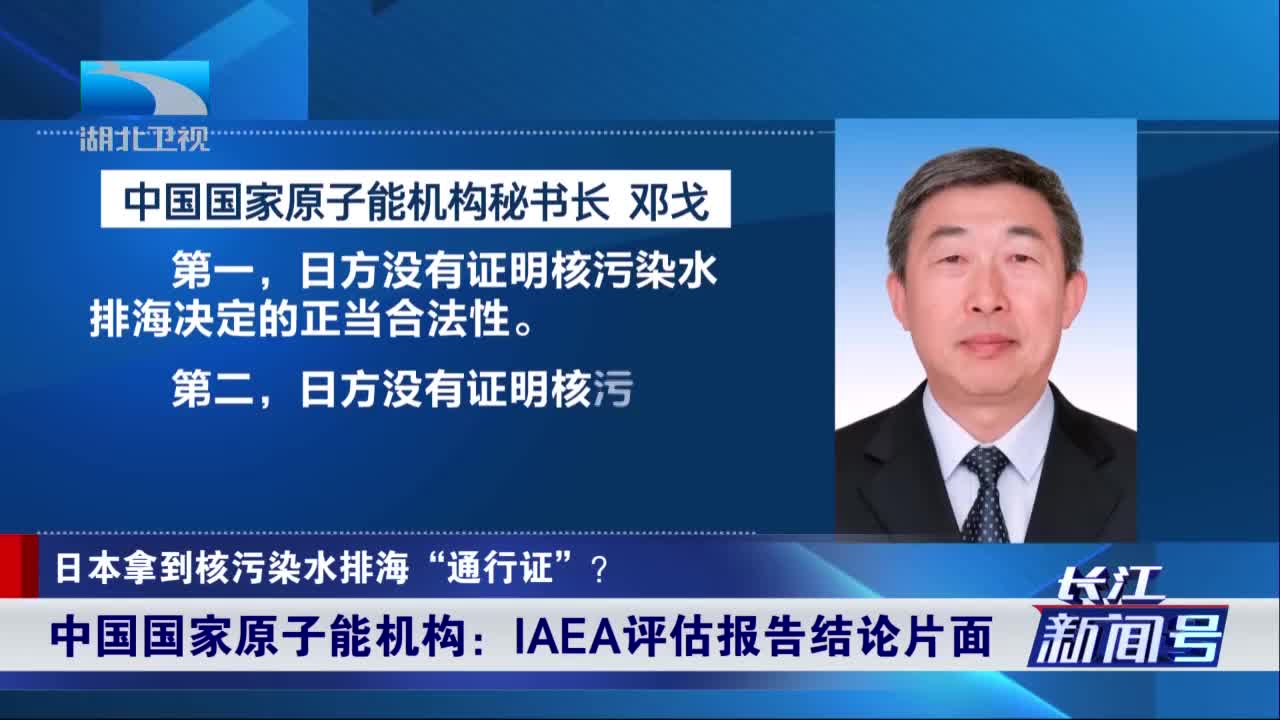 湖北卫视
中国国家原子能机构秘书长 邓戈
第一，日方没有证明核污染水
排海决定的正当合法性。
第二，日方没有证明核污
日本拿到核污染水排海“通行证”?
中国国家原子能机构：IAEA评估报告结论片面
长江
新闻号